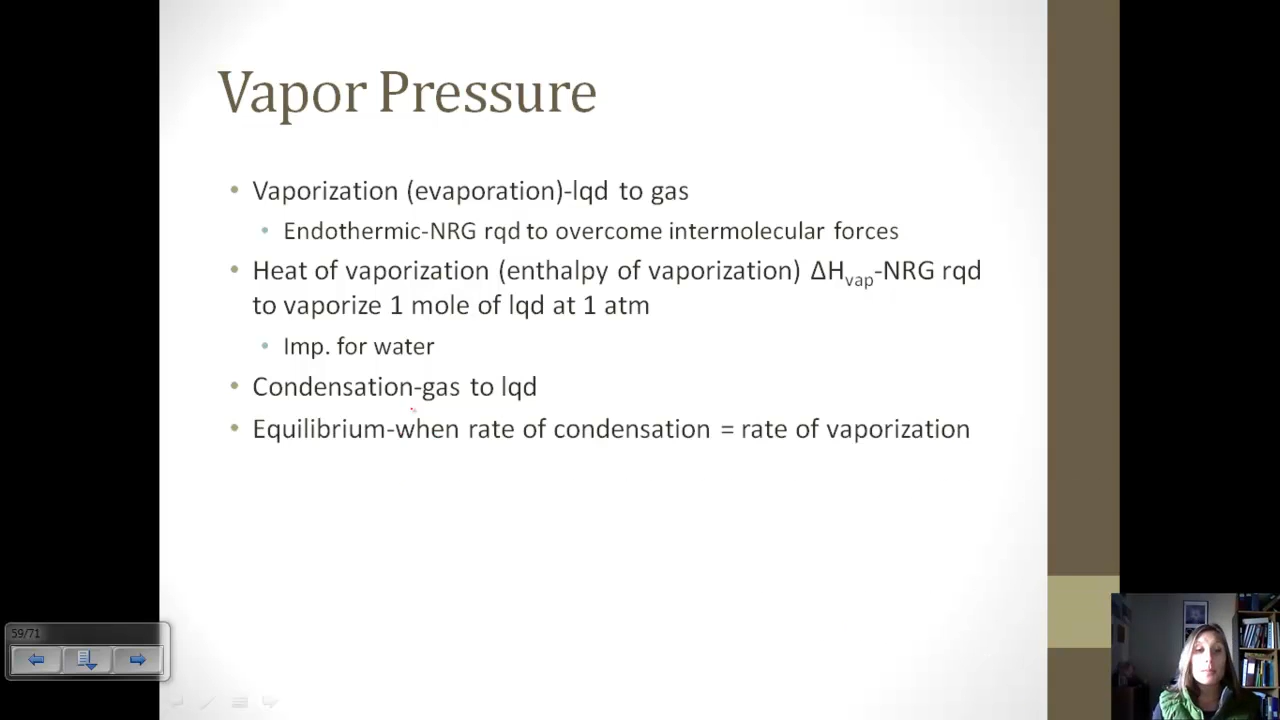 Vapor Pressure
• Vaporization (evaporation)-lqd to gas
• Endothermic-NRG rqd to overcome intermolecular forces
• Heat of vaporization (enthalpy of vaporization) ΔHvap-NRG rqd
to vaporize 1 mole of lqd at 1 atm
• Imp. for water
• Condensation-gas to lqd
• Equilibrium-when rate of condensation = rate of vaporization
59/71